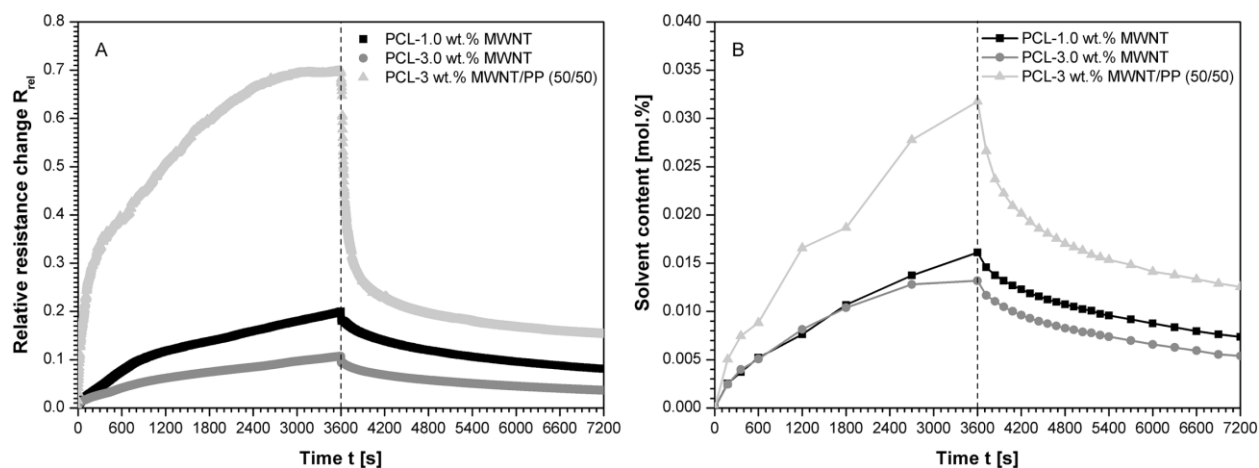 A
PCL-1.0 wt.% MWNT
PCL-3.0 wt.% MWNT
PCL-3 wt.% MWNT/PP (50/50)
Relative resistance change R_rel
0.8
0.7
0.6
0.5
0.4
0.3
0.2
0.1
0.0
0 600 1200 1800 2400 3000 3600 4200 4800 5400 6000 6600 7200
Time t [s]
B
PCL-1.0 wt.% MWNT
PCL-3.0 wt.% MWNT
PCL-3 wt.% MWNT/PP (50/50)
Solvent content [mol.%]
0.040
0.035
0.030
0.025
0.020
0.015
0.010
0.005
0.000
0 600 1200 1800 2400 3000 3600 4200 4800 5400 6000 6600 7200
Time t [s]